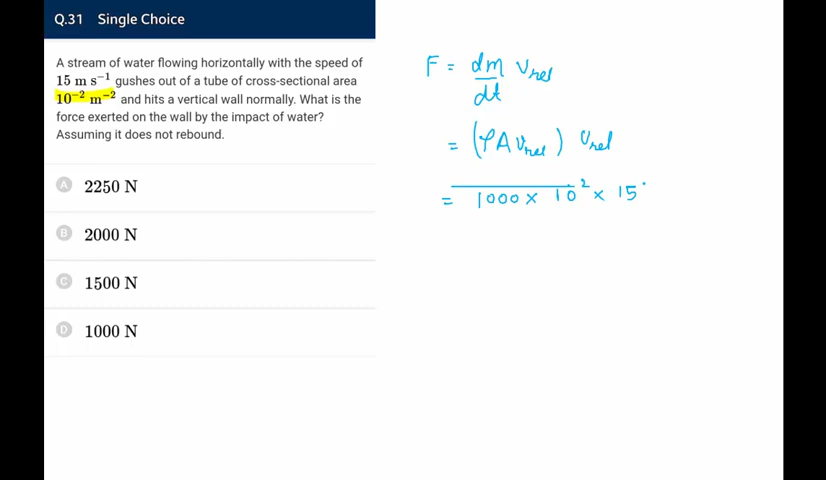 Q.31 Single Choice
A stream of water flowing horizontally with the speed of
15 m s⁻¹ gushes out of a tube of cross-sectional area
10⁻² m⁻² and hits a vertical wall normally. What is the
force exerted on the wall by the impact of water?
Assuming it does not rebound.
A 2250 N
B 2000 N
C 1500 N
D 1000 N
F = dm/dt v_rel
= (ρ A v_rel) v_rel
= 1000 × 10² × 15